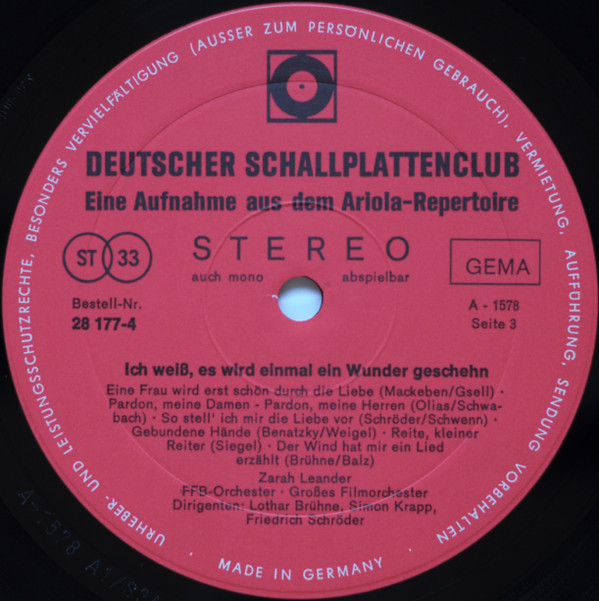 URHEBER- UND LEISTUNGSSCHUTZRECHTE, BESONDERS VERVIELFÄLTIGUNG (AUSSER ZUM PERSÖNLICHEN GEBRAUCH), VERMIETUNG, AUFFÜHRUNG, SENDUNG VORBEHALTEN
DEUTSCHER SCHALLPLATTENCLUB
Eine Aufnahme aus dem Ariola-Repertoire
ST 33
STEREO
GEMA
auch mono abspielbar
Bestell-Nr.
28 177-4
A - 1578
Seite 3
Ich weiß, es wird einmal ein Wunder geschehn
Eine Frau wird erst schön durch die Liebe (Mackeben/Gsell) ·
Pardon, meine Damen - Pardon, meine Herren (Olias/Schwa-
bach) · So stell' ich mir die Liebe vor (Schröder/Schwenn) ·
Gebundene Hände (Benatzky/Weigel) · Reite, kleiner
Reiter (Siegel) · Der Wind hat mir ein Lied
erzählt (Brühne/Balz)
Zarah Leander
FFB-Orchester · Großes Filmorchester
Dirigenten: Lothar Brühne, Simon Krapp,
Friedrich Schröder
· MADE IN GERMANY ·
A-1578